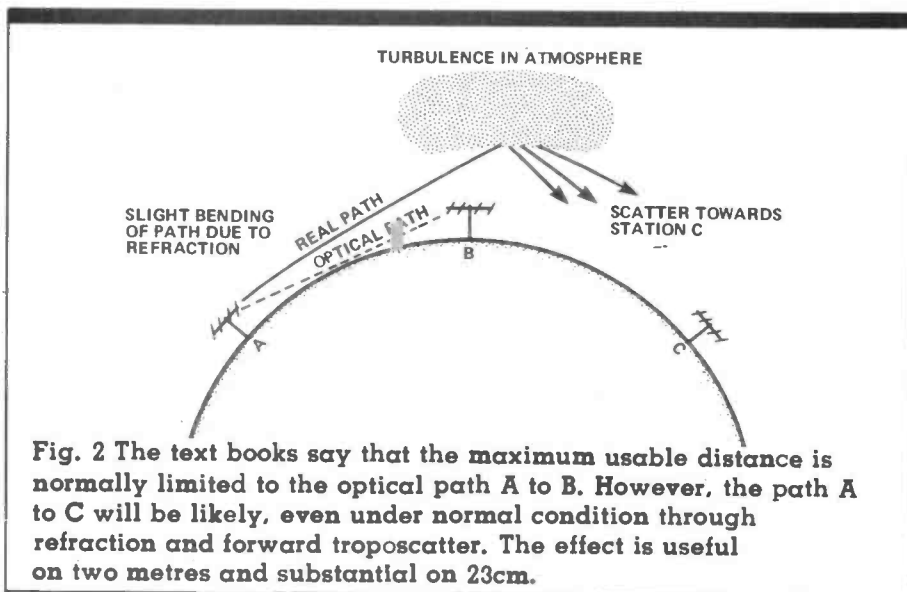 TURBULENCE IN ATMOSPHERE
SLIGHT BENDING
OF PATH DUE TO
REFRACTION
REAL PATH
OPTICAL PATH
SCATTER TOWARDS
STATION C
A
B
C
Fig. 2 The text books say that the maximum usable distance is
normally limited to the optical path A to B. However, the path A
to C will be likely, even under normal condition through
refraction and forward troposcatter. The effect is useful
on two metres and substantial on 23cm.